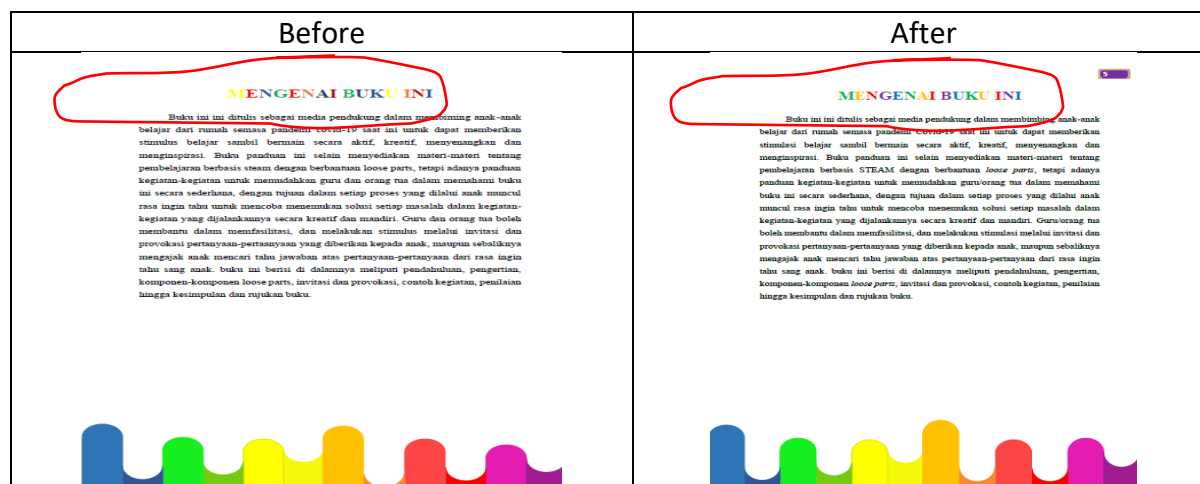 Before
After
MENGENAI BUKU INI
Buku ini ini ditulis sebagai media pendukung dalam membiming anak-anak
belajar dari rumah semasa pandemi covid-19 saat ini untuk dapat memberikan
stimulus belajar sambil bermain secara aktif, kreatif, menyenangkan dan
menginspirasi. Buku panduan ini selain menyediakan materi-materi tentang
pembelajaran berbasis steam dengan berbantuan loose parts, tetapi adanya panduan
kegiatan-kegiatan untuk memudahkan guru dan orang tua dalam memahami buku
ini secara sederhana, dengan tujuan dalam setiap proses yang dilalui anak muncul
rasa ingin tahu untuk mencoba menemukan solusi setiap masalah dalam kegiatan-
kegiatan yang dijalankannya secara kreatif dan mandiri. Guru dan orang tua boleh
membantu dalam memfasilitasi, dan melakukan stimulus melalui invitasi dan
provokasi pertanyaan-pertaanyaan yang diberikan kepada anak, maupun sebaliknya
mengajak anak mencari tahu jawaban atas pertanyaan-pertanyaan dari rasa ingin
tahu sang anak. buku ini berisi di dalamnya meliputi pendahuluan, pengertian,
komponen-komponen loose parts, invitasi dan provokasi, contoh kegiatan, penilaian
hingga kesimpulan dan rujukan buku.
5
MENGENAI BUKU INI
Buku ini ini ditulis sebagai media pendukung dalam membimbing anak-anak
belajar dari rumah semasa pandemi Covid-19 saat ini untuk dapat memberikan
stimulasi belajar sambil bermain secara aktif, kreatif, menyenangkan dan
menginspirasi. Buku panduan ini selain menyediakan materi-materi tentang
pembelajaran berbasis STEAM dengan berbantuan loose parts, tetapi adanya
panduan kegiatan-kegiatan untuk memudahkan guru/orang tua dalam memahami
buku ini secara sederhana, dengan tujuan dalam setiap proses yang dilalui anak
muncul rasa ingin tahu untuk mencoba menemukan solusi setiap masalah dalam
kegiatan-kegiatan yang dijalankannya secara kreatif dan mandiri. Guru/orang tua
boleh membantu dalam memfasilitasi, dan melakukan stimulasi melalui invitasi dan
provokasi pertanyaan-pertaanyaan yang diberikan kepada anak, maupun sebaliknya
mengajak anak mencari tahu jawaban atas pertanyaan-pertanyaan dari rasa ingin
tahu sang anak. buku ini berisi di dalamnya meliputi pendahuluan, pengertian,
komponen-komponen loose parts, invitasi dan provokasi, contoh kegiatan, penilaian
hingga kesimpulan dan rujukan buku.